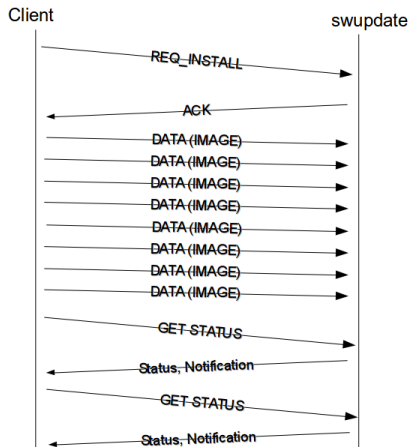 Client
swupdate
REQ_INSTALL
ACK
DATA (IMAGE)
DATA (IMAGE)
DATA (IMAGE)
DATA (IMAGE)
DATA (IMAGE)
DATA (IMAGE)
DATA (IMAGE)
DATA (IMAGE)
GET STATUS
Status, Notification
GET STATUS
Status, Notification